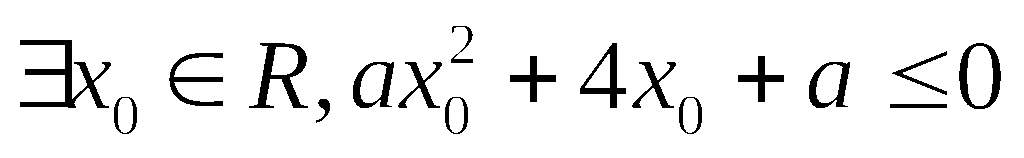 ∃x₀ ∈ R, ax₀² + 4x₀ + a ≤ 0